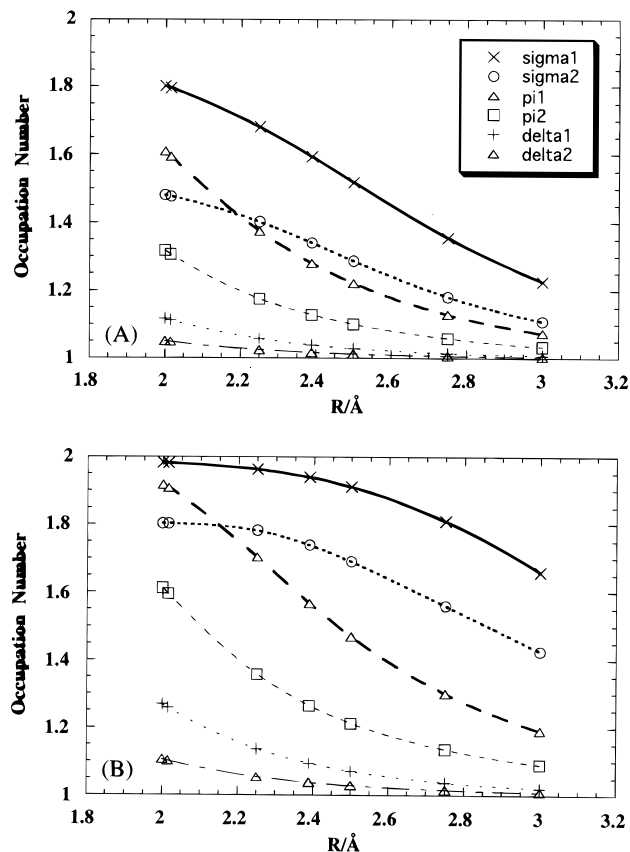 2
1.8
1.6
1.4
1.2
1
Occupation Number
sigma1
sigma2
pi1
pi2
delta1
delta2
(A)
1.8 2 2.2 2.4 2.6 2.8 3 3.2
R/Å
2
1.8
1.6
1.4
1.2
1
Occupation Number
(B)
1.8 2 2.2 2.4 2.6 2.8 3 3.2
R/Å